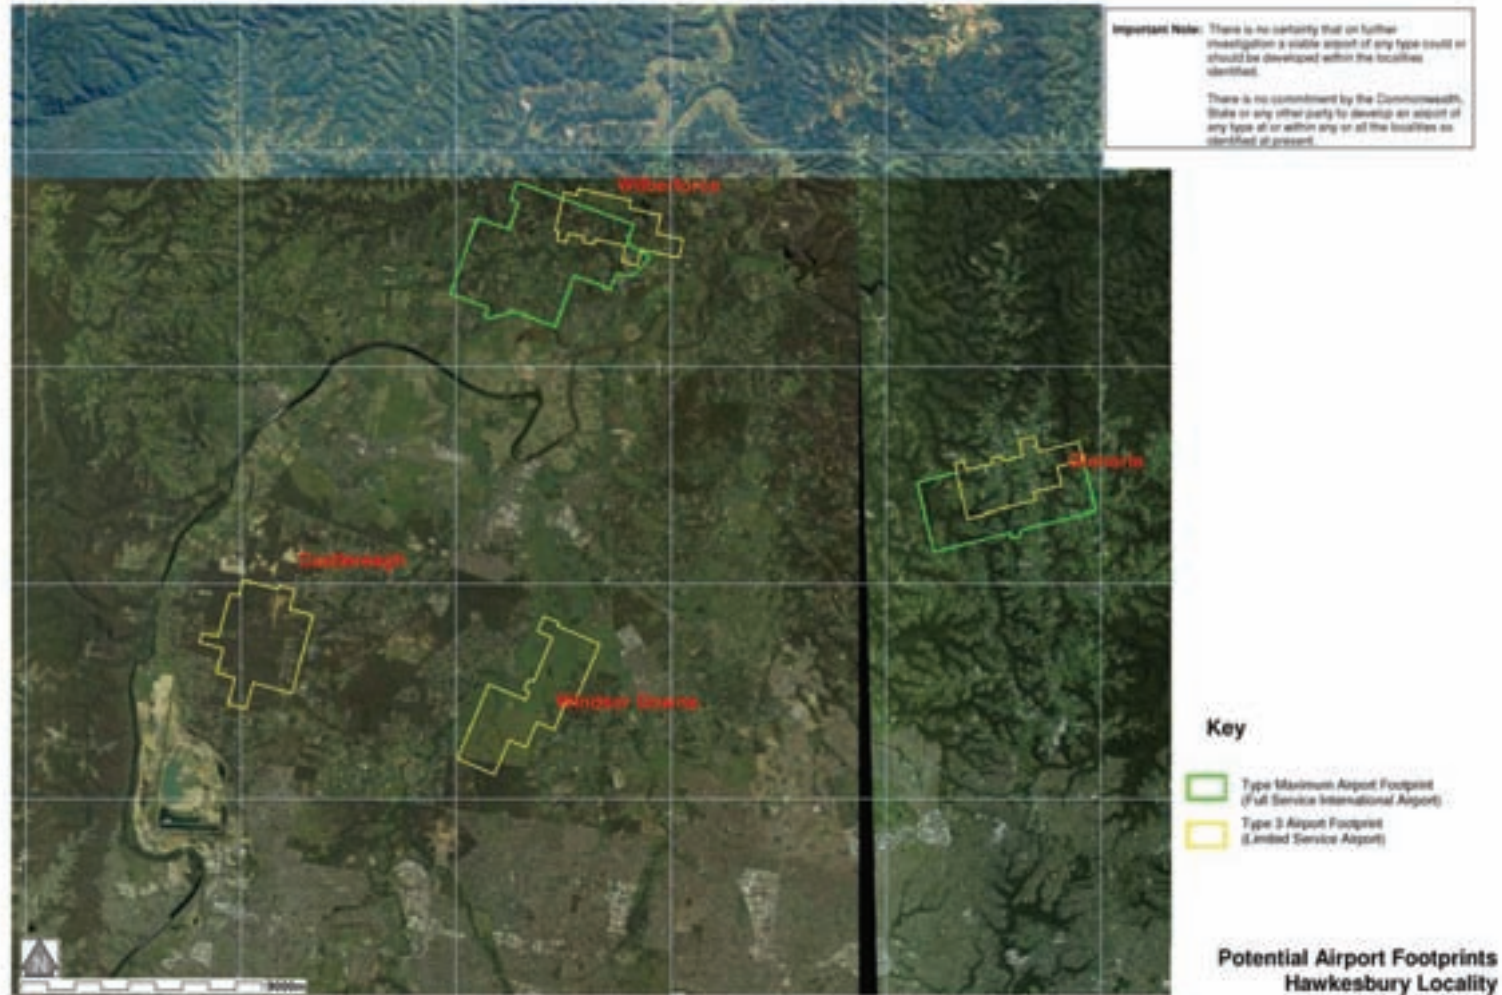 Important Note: There is no certainty that on further
investigation a viable airport of any type could or
should be developed within the localities
identified.
There is no commitment by the Commonwealth,
State or any other party to develop an airport of
any type at or within any or all the localities as
identified at present.
Wilberforce
Glenorie
Castlereagh
Windsor Downs
Key
Type Maximum Airport Footprint
(Full Service International Airport)
Type 3 Airport Footprint
(Limited Service Airport)
Potential Airport Footprints
Hawkesbury Locality